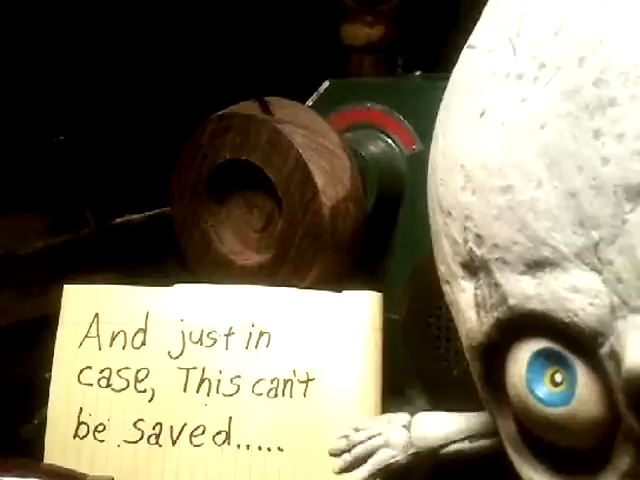 And just in
case, This can't
be saved.....